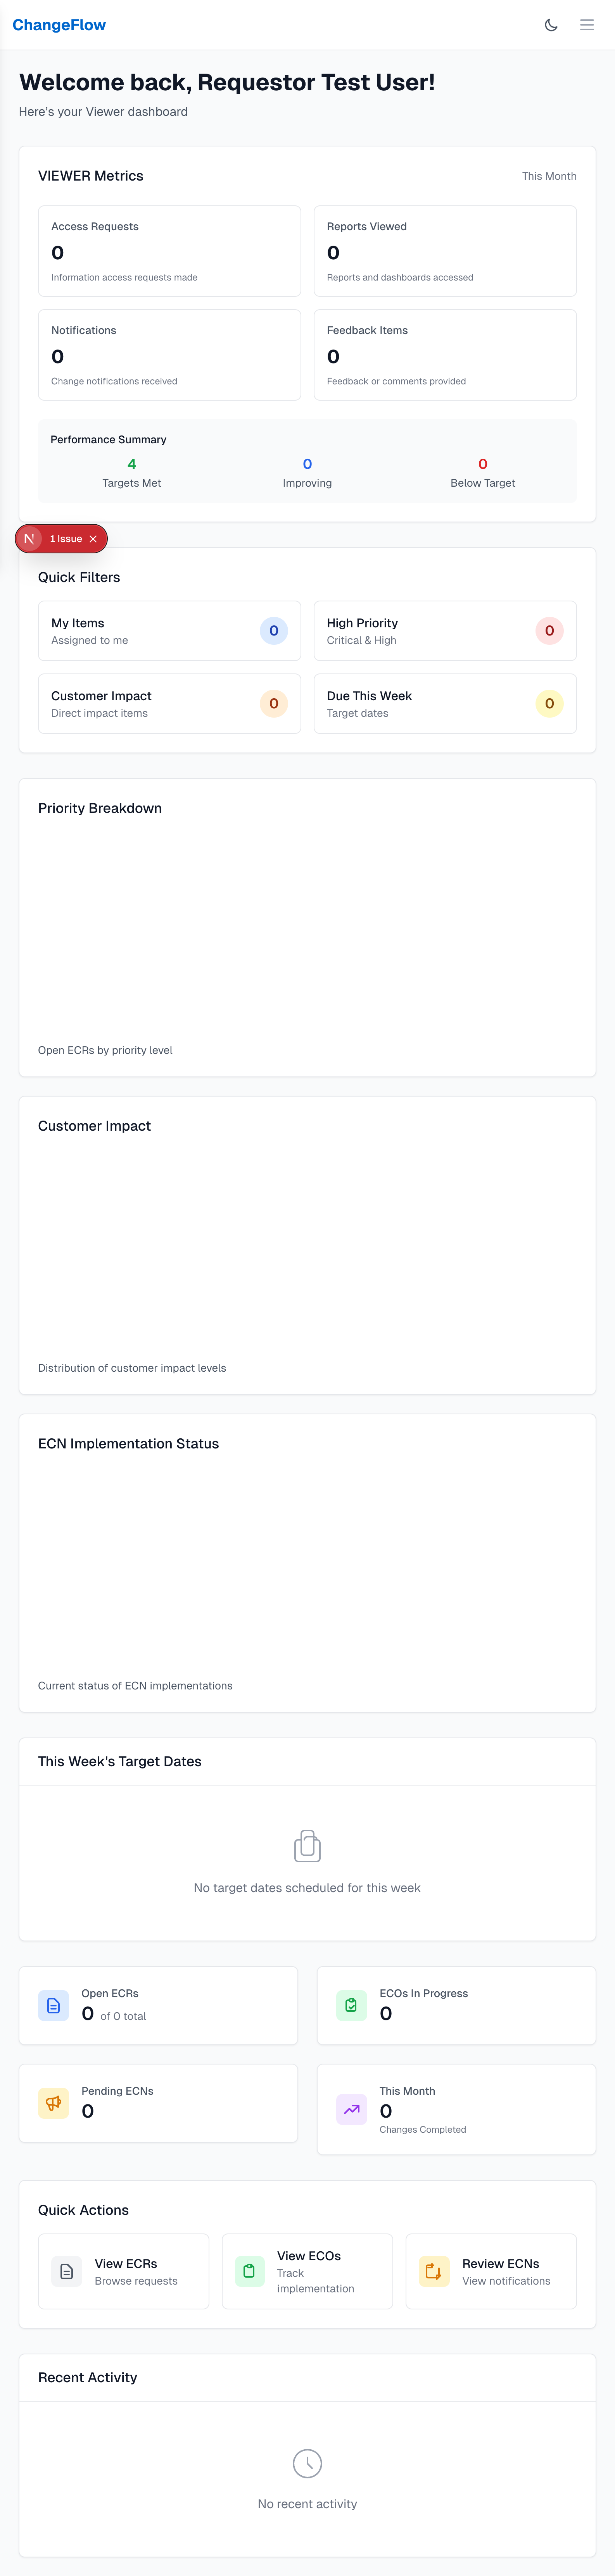 ChangeFlow
Welcome back, Requestor Test User!
Here's your Viewer dashboard
VIEWER Metrics
This Month
Access Requests
0
Information access requests made
Reports Viewed
0
Reports and dashboards accessed
Notifications
0
Change notifications received
Feedback Items
0
Feedback or comments provided
Performance Summary
4
Targets Met
0
Improving
0
Below Target
N 1 Issue
Quick Filters
My Items
Assigned to me
0
High Priority
Critical & High
0
Customer Impact
Direct impact items
0
Due This Week
Target dates
0
Priority Breakdown
Open ECRs by priority level
Customer Impact
Distribution of customer impact levels
ECN Implementation Status
Current status of ECN implementations
This Week's Target Dates
No target dates scheduled for this week
Open ECRs
0 of 0 total
ECOs In Progress
0
Pending ECNs
0
This Month
0
Changes Completed
Quick Actions
View ECRs
Browse requests
View ECOs
Track
implementation
Review ECNs
View notifications
Recent Activity
No recent activity